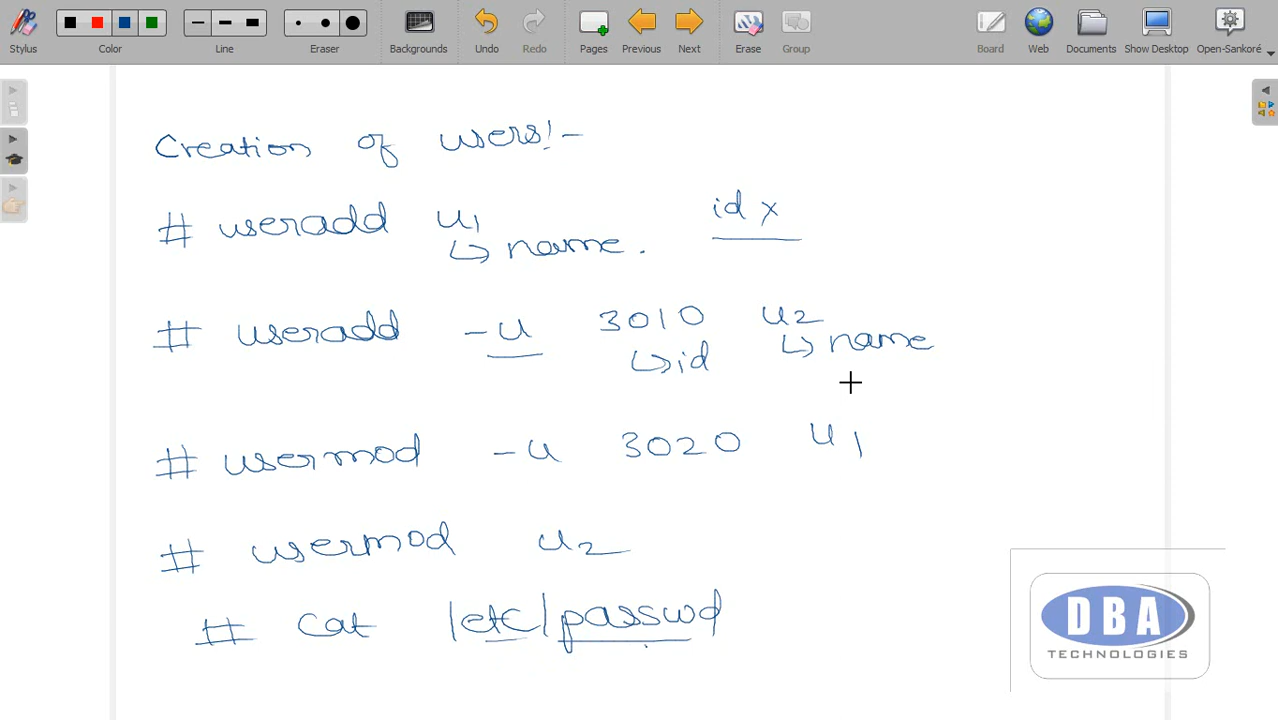 Stylus Color Line Eraser Backgrounds Undo Redo Pages Previous Next Erase Group Board Web Documents Show Desktop Open-Sankoré
Creation of users!-
# useradd u1 id x
↳ name.
# useradd -u 3010 u2
↳ id ↳ name
# usermod -u 3020 u1
# usermod u2
# cat /etc/passwd
DBA
TECHNOLOGIES